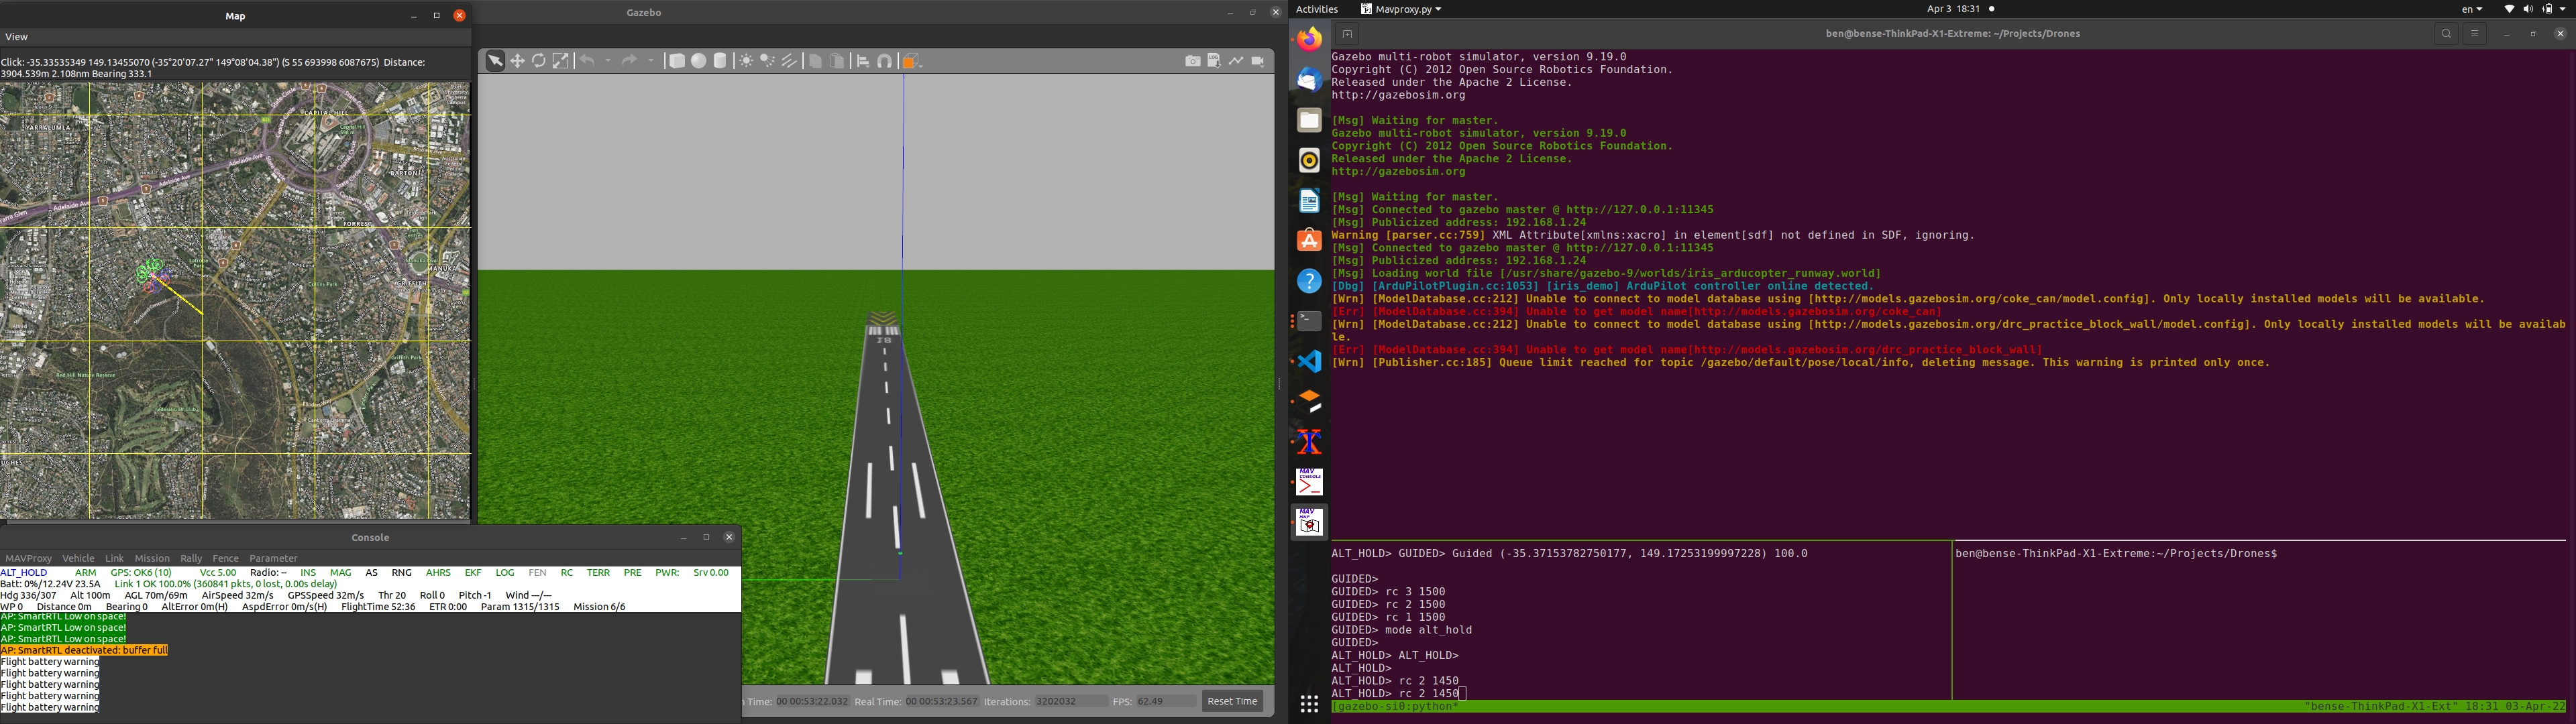 Map
View
Click: -35.33535349 149.13455070 (-35°20'07.27" 149°08'04.38") (S 55 693998 6087675) Distance:
3904.539m 2.108nm Bearing 333.1
YARRALUMLA
CAPITAL HILL
Adelaide Ave
Adelaide Ave
BARTON
FORREST
MANUKA
GRIFFITH
Red Hill Nature Reserve
UGHES
Gazebo
Time: 00 00:53:22.032 Real Time: 00 00:53:23.567 Iterations: 3202032 FPS: 62.49 Reset Time
Console
MAVProxy Vehicle Link Mission Rally Fence Parameter
ALT_HOLD ARM GPS: OK6 (10) Vcc 5.00 Radio: -- INS MAG AS RNG AHRS EKF LOG FEN RC TERR PRE PWR: Srv 0.00
Batt: 0%/12.24V 23.5A Link 1 OK 100.0% (360841 pkts, 0 lost, 0.00s delay)
Hdg 336/307 Alt 100m AGL 70m/69m AirSpeed 32m/s GPSSpeed 32m/s Thr 20 Roll 0 Pitch -1 Wind ---/---
WP 0 Distance 0m Bearing 0 AltError 0m(H) AspdError 0m/s(H) FlightTime 52:36 ETR 0:00 Param 1315/1315 Mission 6/6
AP: SmartRTL Low on space!
AP: SmartRTL Low on space!
AP: SmartRTL Low on space!
AP: SmartRTL deactivated: buffer full
Flight battery warning
Flight battery warning
Flight battery warning
Flight battery warning
Flight battery warning
Activities Mavproxy.py Apr 3 18:31 en
ben@bense-ThinkPad-X1-Extreme: ~/Projects/Drones
Gazebo multi-robot simulator, version 9.19.0
Copyright (C) 2012 Open Source Robotics Foundation.
Released under the Apache 2 License.
http://gazebosim.org
[Msg] Waiting for master.
Gazebo multi-robot simulator, version 9.19.0
Copyright (C) 2012 Open Source Robotics Foundation.
Released under the Apache 2 License.
http://gazebosim.org
[Msg] Waiting for master.
[Msg] Connected to gazebo master @ http://127.0.0.1:11345
[Msg] Publicized address: 192.168.1.24
Warning [parser.cc:759] XML Attribute[xmlns:xacro] in element[sdf] not defined in SDF, ignoring.
[Msg] Connected to gazebo master @ http://127.0.0.1:11345
[Msg] Publicized address: 192.168.1.24
[Msg] Loading world file [/usr/share/gazebo-9/worlds/iris_arducopter_runway.world]
[Dbg] [ArduPilotPlugin.cc:1053] [iris_demo] ArduPilot controller online detected.
[Wrn] [ModelDatabase.cc:212] Unable to connect to model database using [http://models.gazebosim.org/coke_can/model.config]. Only locally installed models will be available.
[Err] [ModelDatabase.cc:394] Unable to get model name[http://models.gazebosim.org/coke_can]
[Wrn] [ModelDatabase.cc:212] Unable to connect to model database using [http://models.gazebosim.org/drc_practice_block_wall/model.config]. Only locally installed models will be availab
le.
[Err] [ModelDatabase.cc:394] Unable to get model name[http://models.gazebosim.org/drc_practice_block_wall]
[Wrn] [Publisher.cc:185] Queue limit reached for topic /gazebo/default/pose/local/info, deleting message. This warning is printed only once.
ALT_HOLD> GUIDED> Guided (-35.37153782750177, 149.17253199997228) 100.0
GUIDED>
GUIDED> rc 3 1500
GUIDED> rc 2 1500
GUIDED> rc 1 1500
GUIDED> mode alt_hold
GUIDED>
ALT_HOLD> ALT_HOLD>
ALT_HOLD>
ALT_HOLD> rc 2 1450
ALT_HOLD> rc 2 1450
ben@bense-ThinkPad-X1-Extreme:~/Projects/Drones$
[gazebo-si0:python* "bense-ThinkPad-X1-Ext" 18:31 03-Apr-22